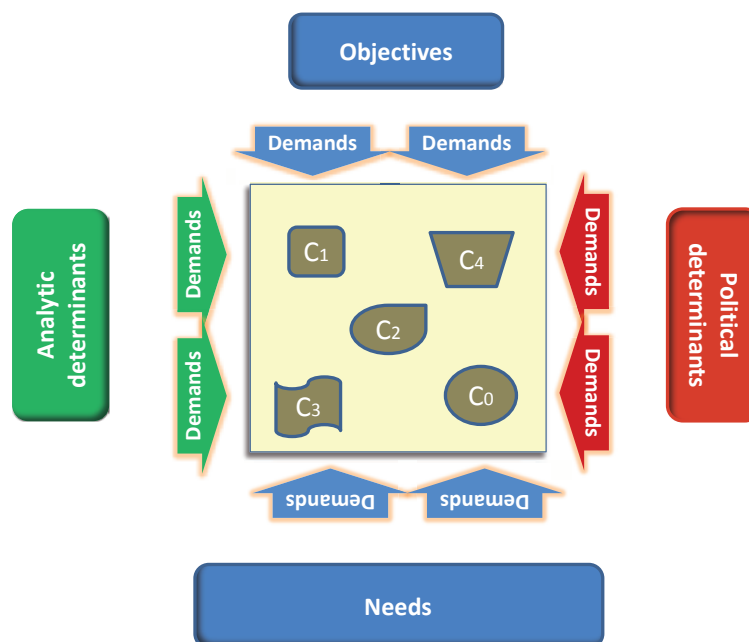 Objectives
Demands
Demands
Analytic
determinants
Demands
Demands
C1
C4
C2
C3
C0
Demands
Demands
Political
determinants
Demands
Demands
Needs